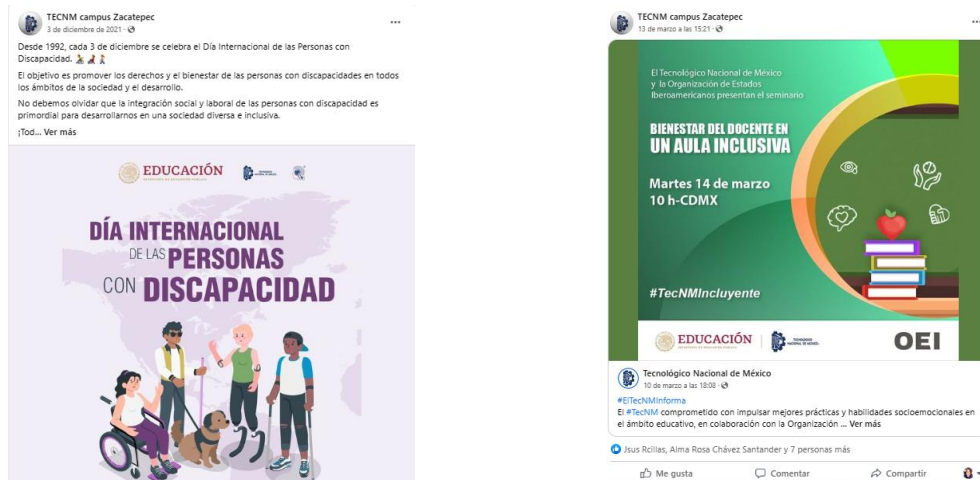 TECNM campus Zacatepec
3 de diciembre de 2021 ·
Desde 1992, cada 3 de diciembre se celebra el Día Internacional de las Personas con
Discapacidad.
El objetivo es promover los derechos y el bienestar de las personas con discapacidades en todos
los ámbitos de la sociedad y el desarrollo.
No debemos olvidar que la integración social y laboral de las personas con discapacidad es
primordial para desarrollarnos en una sociedad diversa e inclusiva.
¡Tod... Ver más
EDUCACIÓN
DÍA INTERNACIONAL
DE LAS PERSONAS
CON DISCAPACIDAD
TECNM campus Zacatepec
13 de marzo a las 15:21 ·
El Tecnológico Nacional de México
y la Organización de Estados
Iberoamericanos presentan el seminario
BIENESTAR DEL DOCENTE EN
UN AULA INCLUSIVA
Martes 14 de marzo
10 h-CDMX
#TecNMIncluyente
EDUCACIÓN
OEI
Tecnológico Nacional de México
10 de marzo a las 18:08 ·
#ElTecNMInforma
El #TecNM comprometido con impulsar mejores prácticas y habilidades socioemocionales en
el ámbito educativo, en colaboración con la Organización ... Ver más
Jsus Rcillas, Alma Rosa Chávez Santander y 7 personas más
Me gusta
Comentar
Compartir